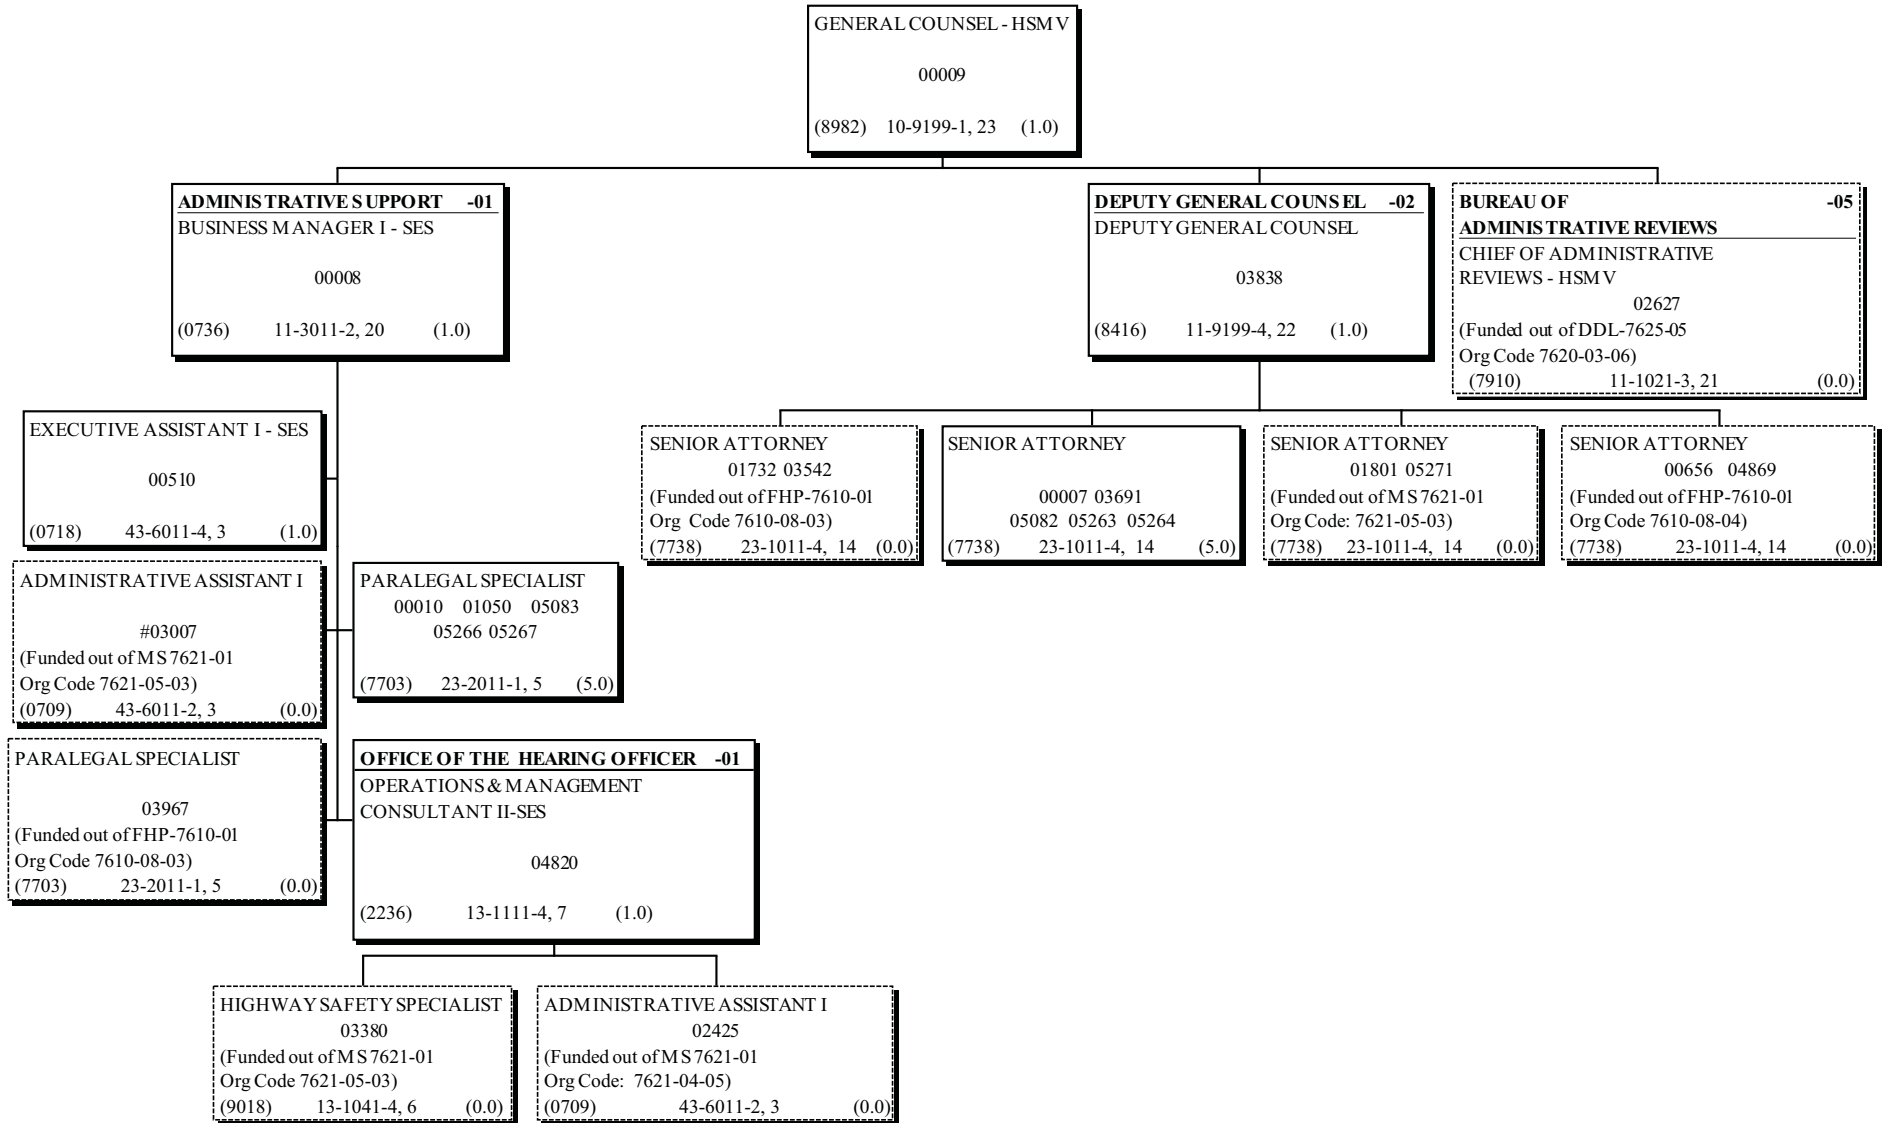 GENERAL COUNSEL - HSMV
00009
(8982) 10-9199-1, 23 (1.0)
ADMINISTRATIVE SUPPORT -01
BUSINESS MANAGER I - SES
00008
(0736) 11-3011-2, 20 (1.0)
DEPUTY GENERAL COUNSEL -02
DEPUTY GENERAL COUNSEL
03838
(8416) 11-9199-4, 22 (1.0)
BUREAU OF -05
ADMINISTRATIVE REVIEWS
CHIEF OF ADMINISTRATIVE
REVIEWS - HSMV
02627
(Funded out of DDL-7625-05
Org Code 7620-03-06)
(7910) 11-1021-3, 21 (0.0)
EXECUTIVE ASSISTANT I - SES
00510
(0718) 43-6011-4, 3 (1.0)
SENIOR ATTORNEY
01732 03542
(Funded out of FHP-7610-01
Org Code 7610-08-03)
(7738) 23-1011-4, 14 (0.0)
SENIOR ATTORNEY
00007 03691
05082 05263 05264
(7738) 23-1011-4, 14 (5.0)
SENIOR ATTORNEY
01801 05271
(Funded out of MS 7621-01
Org Code: 7621-05-03)
(7738) 23-1011-4, 14 (0.0)
SENIOR ATTORNEY
00656 04869
(Funded out of FHP-7610-01
Org Code 7610-08-04)
(7738) 23-1011-4, 14 (0.0)
ADMINISTRATIVE ASSISTANT I
#03007
(Funded out of MS 7621-01
Org Code 7621-05-03)
(0709) 43-6011-2, 3 (0.0)
PARALEGAL SPECIALIST
00010 01050 05083
05266 05267
(7703) 23-2011-1, 5 (5.0)
PARALEGAL SPECIALIST
03967
(Funded out of FHP-7610-01
Org Code 7610-08-03)
(7703) 23-2011-1, 5 (0.0)
OFFICE OF THE HEARING OFFICER -01
OPERATIONS & MANAGEMENT
CONSULTANT II-SES
04820
(2236) 13-1111-4, 7 (1.0)
HIGHWAY SAFETY SPECIALIST
03380
(Funded out of MS 7621-01
Org Code 7621-05-03)
(9018) 13-1041-4, 6 (0.0)
ADMINISTRATIVE ASSISTANT I
02425
(Funded out of MS 7621-01
Org Code: 7621-04-05)
(0709) 43-6011-2, 3 (0.0)